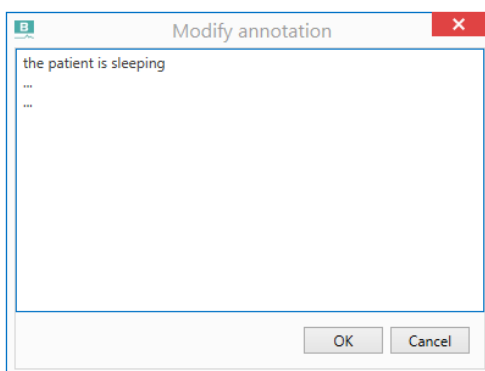 B
Modify annotation
the patient is sleeping
...
...
OK
Cancel